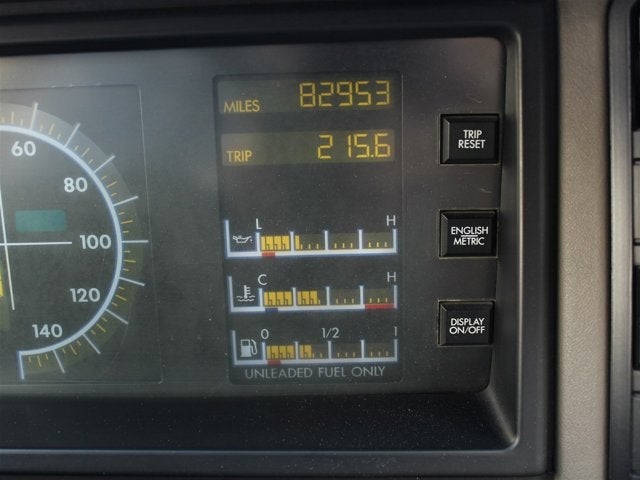 MILES 82953
TRIP 215.6
TRIP
RESET
60
80
100
120
140
L H
ENGLISH
METRIC
C H
0 1/2 1
DISPLAY
ON/OFF
UNLEADED FUEL ONLY